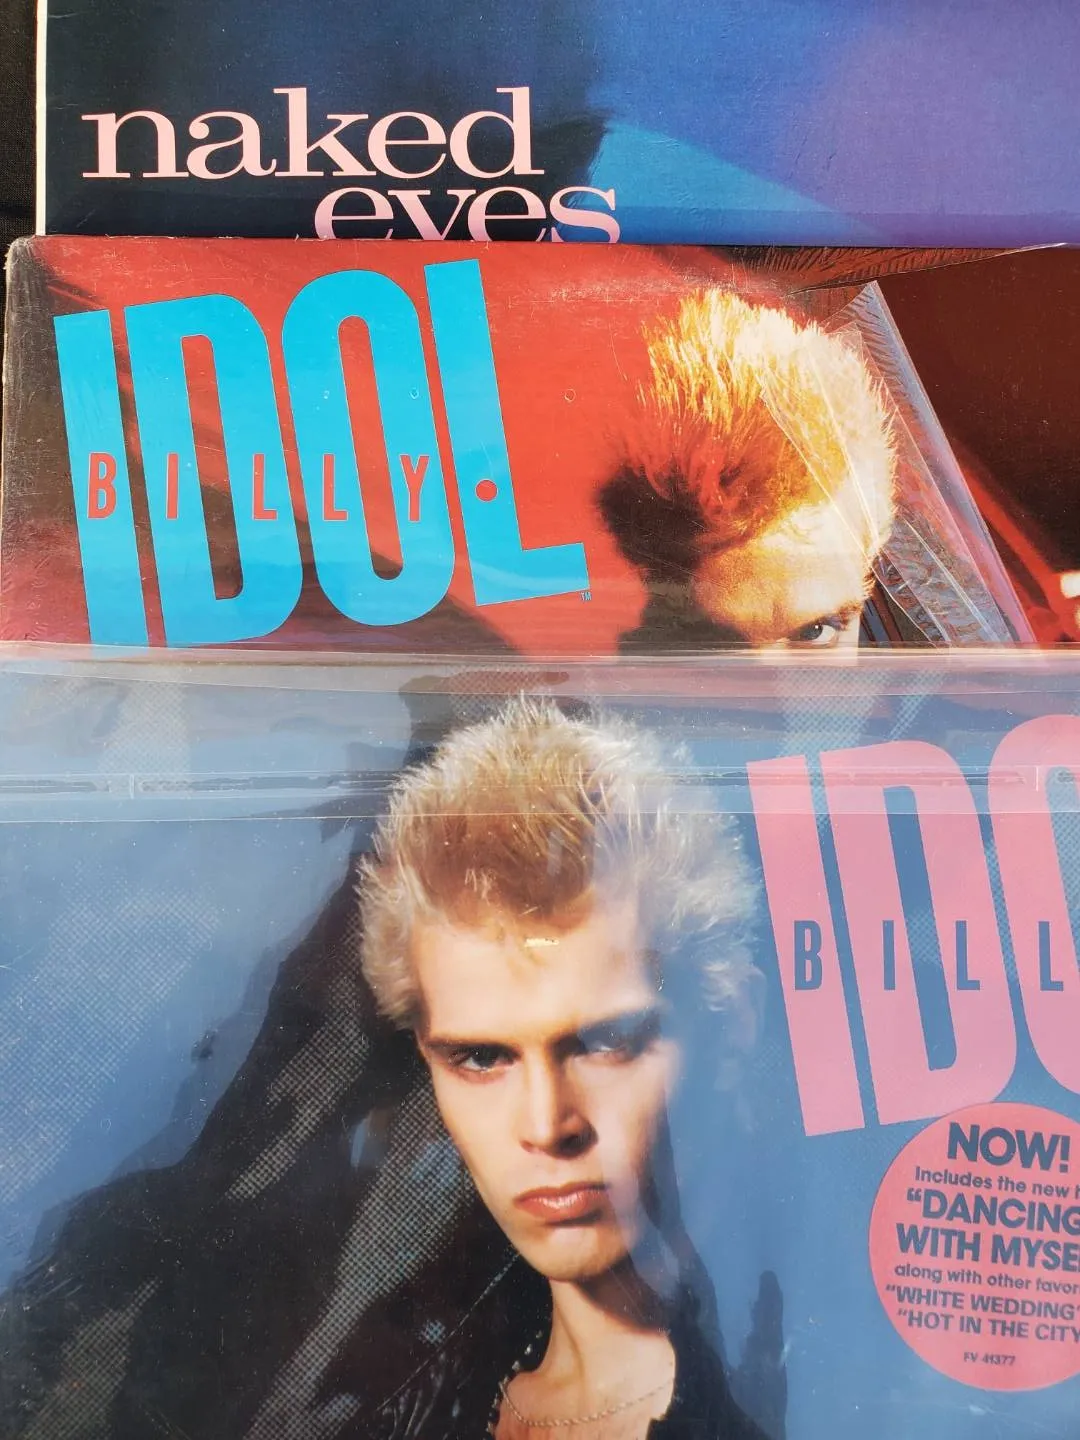 naked
eyes
IDOL
BILLY
TM
IDO
BILL
NOW!
Includes the new h
"DANCING
WITH MYSE
along with other favor
"WHITE WEDDING"
"HOT IN THE CITY
FV 41377